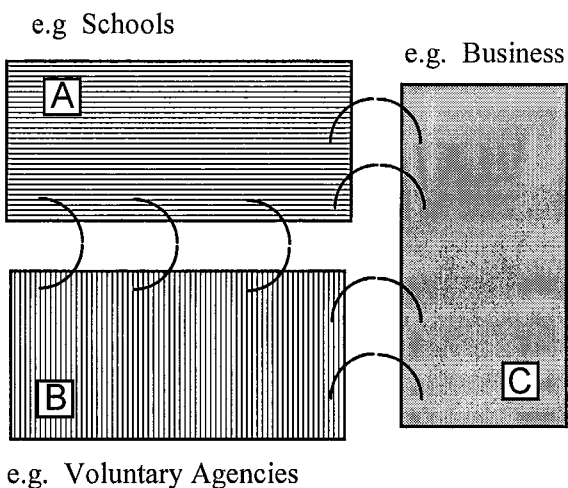 e.g Schools
e.g. Business
A
B
C
e.g. Voluntary Agencies